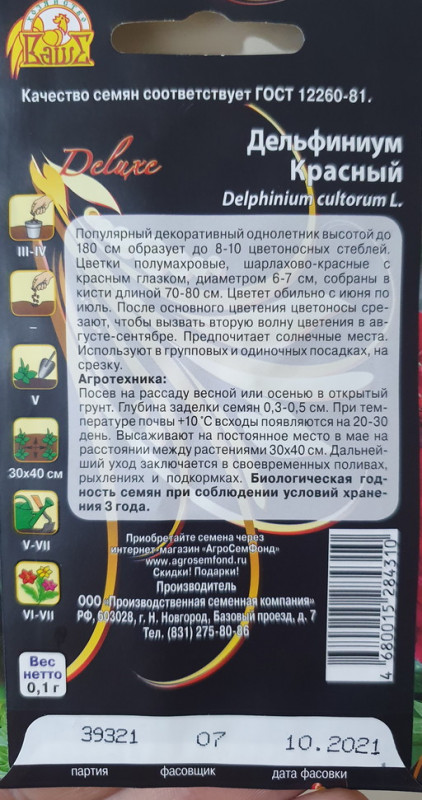 ХОЗЯЙСТВО
ВАШЕ
Качество семян соответствует ГОСТ 12260-81.
Deluxe
Дельфиниум
Красный
Delphinium cultorum L.
III-IV
–
V
30х40 см
V-VII
VI-VII
Популярный декоративный однолетник высотой до
180 см образует до 8-10 цветоносных стеблей.
Цветки полумахровые, шарлахово-красные с
красным глазком, диаметром 6-7 см, собраны в
кисти длиной 70-80 см. Цветет обильно с июня по
июль. После основного цветения цветоносы сре-
зают, чтобы вызвать вторую волну цветения в ав-
густе-сентябре. Предпочитает солнечные места.
Используют в групповых и одиночных посадках, на
срезку.
Агротехника:
Посев на рассаду весной или осенью в открытый
грунт. Глубина заделки семян 0,3-0,5 см. При тем-
пературе почвы +10 °С всходы появляются на 20-30
день. Высаживают на постоянное место в мае на
расстоянии между растениями 30х40 см. Дальней-
ший уход заключается в своевременных поливах,
рыхлениях и подкормках. Биологическая год-
ность семян при соблюдении условий хране-
ния 3 года.
Приобретайте семена через
интернет-магазин «АгроСемФонд»
www.agrosemfond.ru
Скидки! Подарки!
Производитель
ООО «Производственная семенная компания»
РФ, 603028, г. Н. Новгород, Базовый проезд, д. 7
Тел. (831) 275-80-86
4 680015 284310
Вес
нетто
0,1 г
39321 07 10.2021
партия фасовщик дата фасовки